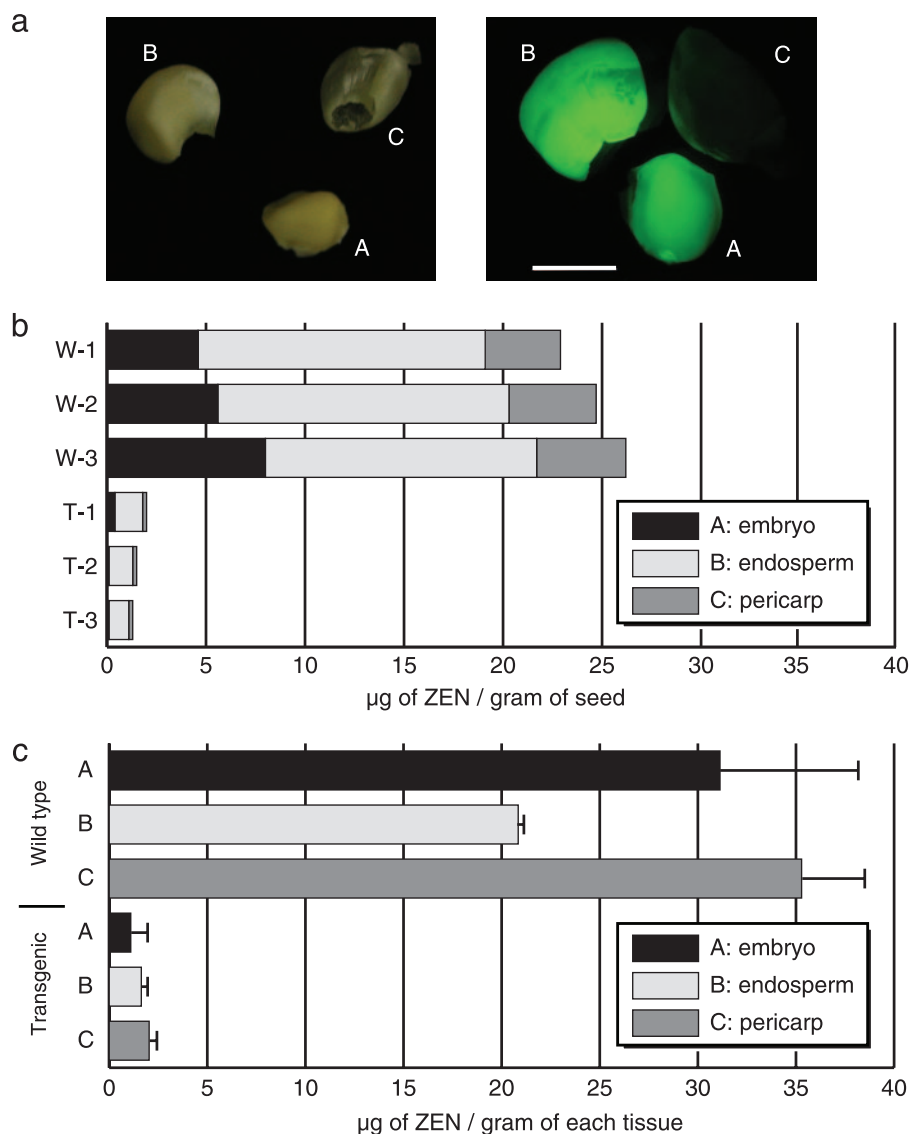 a
B
C
A
B
C
A
b
W-1
W-2
W-3
T-1
T-2
T-3
A: embryo
B: endosperm
C: pericarp
0 5 10 15 20 25 30 35 40
µg of ZEN / gram of seed
c
Wild type
A
B
C
Transgenic
A
B
C
A: embryo
B: endosperm
C: pericarp
0 5 10 15 20 25 30 35 40
µg of ZEN / gram of each tissue